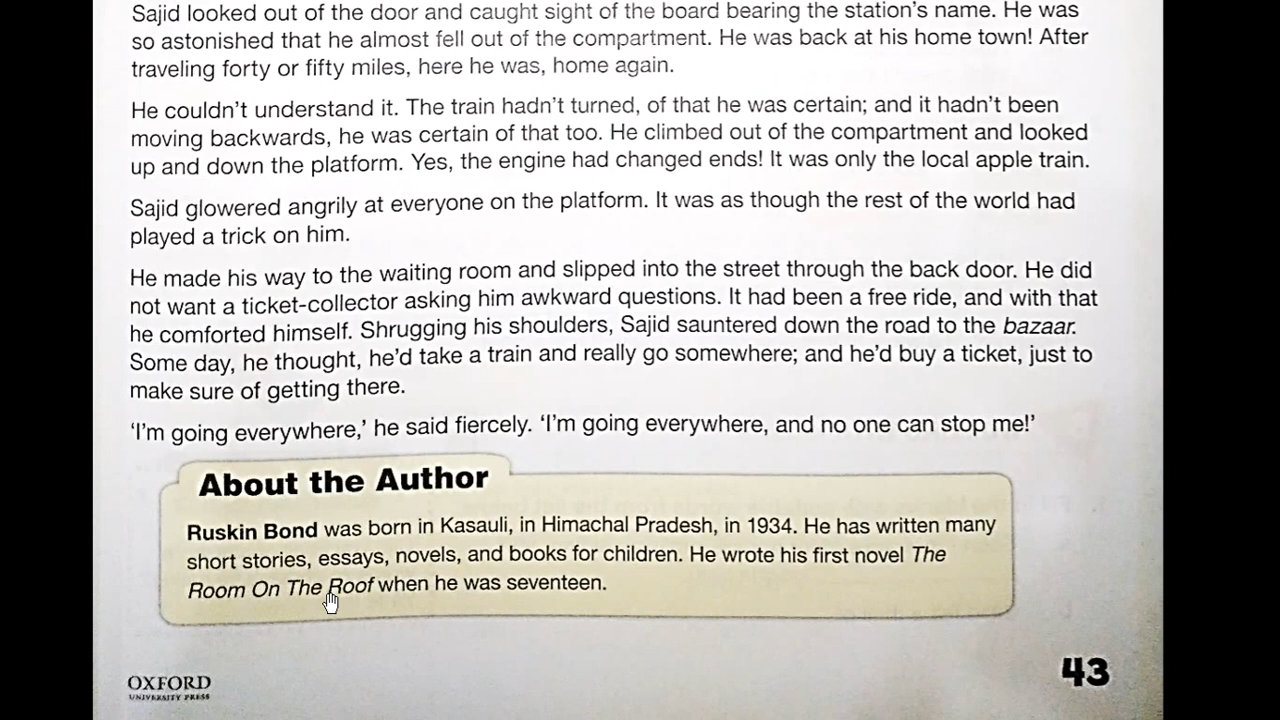 Sajid looked out of the door and caught sight of the board bearing the station's name. He was
so astonished that he almost fell out of the compartment. He was back at his home town! After
traveling forty or fifty miles, here he was, home again.
He couldn't understand it. The train hadn't turned, of that he was certain; and it hadn't been
moving backwards, he was certain of that too. He climbed out of the compartment and looked
up and down the platform. Yes, the engine had changed ends! It was only the local apple train.
Sajid glowered angrily at everyone on the platform. It was as though the rest of the world had
played a trick on him.
He made his way to the waiting room and slipped into the street through the back door. He did
not want a ticket-collector asking him awkward questions. It had been a free ride, and with that
he comforted himself. Shrugging his shoulders, Sajid sauntered down the road to the bazaar.
Some day, he thought, he'd take a train and really go somewhere; and he'd buy a ticket, just to
make sure of getting there.
'I'm going everywhere,' he said fiercely. 'I'm going everywhere, and no one can stop me!'
About the Author
Ruskin Bond was born in Kasauli, in Himachal Pradesh, in 1934. He has written many
short stories, essays, novels, and books for children. He wrote his first novel The
Room On The Roof when he was seventeen.
OXFORD
UNIVERSITY PRESS
43